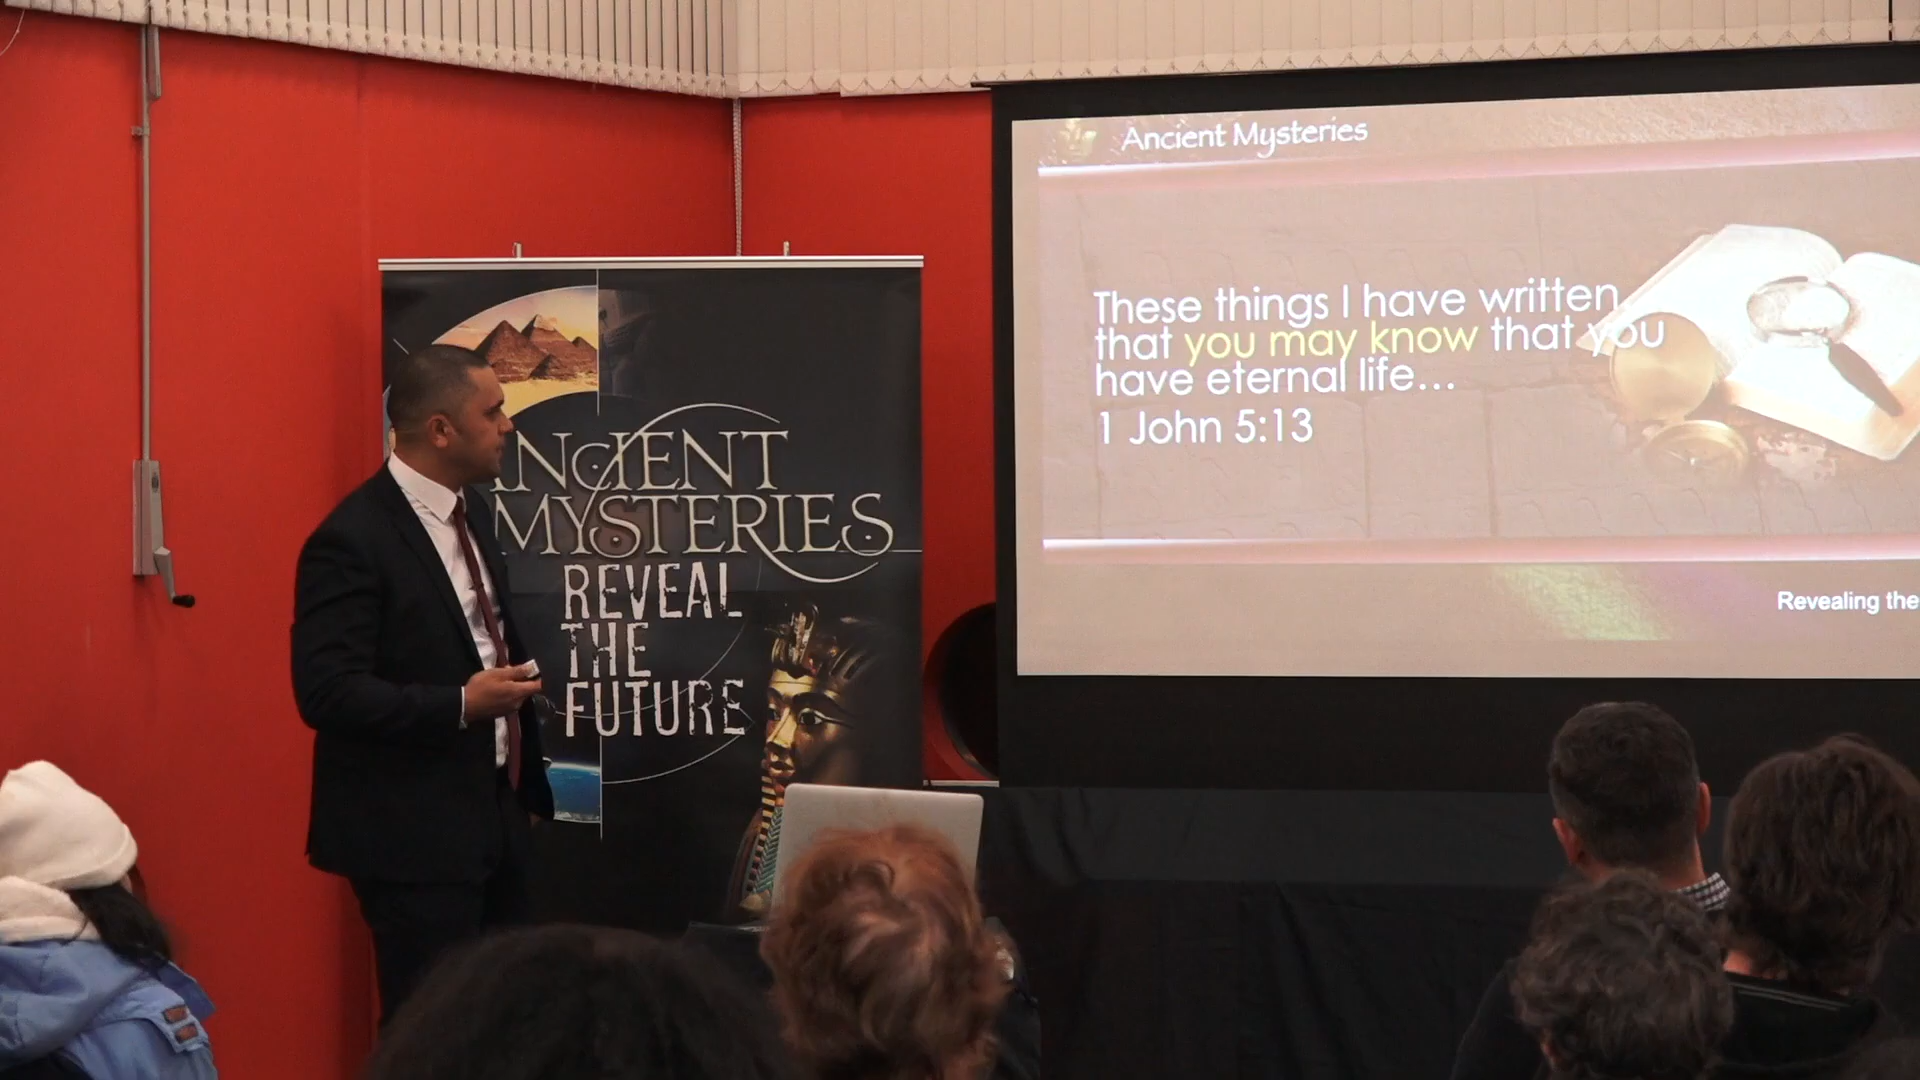 ANCIENT
MYSTERIES
REVEAL
THE
FUTURE
Ancient Mysteries
These things I have written
that you may know that you
have eternal life...
1 John 5:13
Revealing the